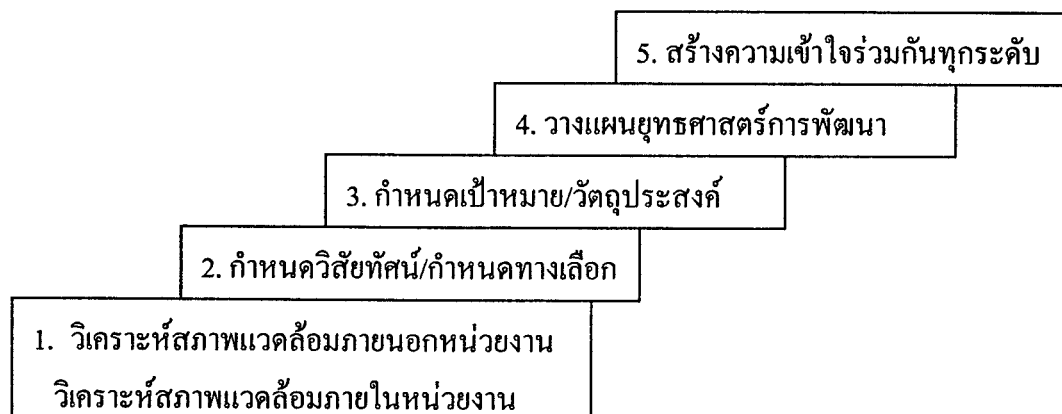 5. สร้างความเข้าใจร่วมกันทุกระดับ
4. วางแผนยุทธศาสตร์การพัฒนา
3. กำหนดเป้าหมาย/วัตถุประสงค์
2. กำหนดวิสัยทัศน์/กำหนดทางเลือก
1. วิเคราะห์สภาพแวดล้อมภายนอกหน่วยงาน
วิเคราะห์สภาพแวดล้อมภายในหน่วยงาน